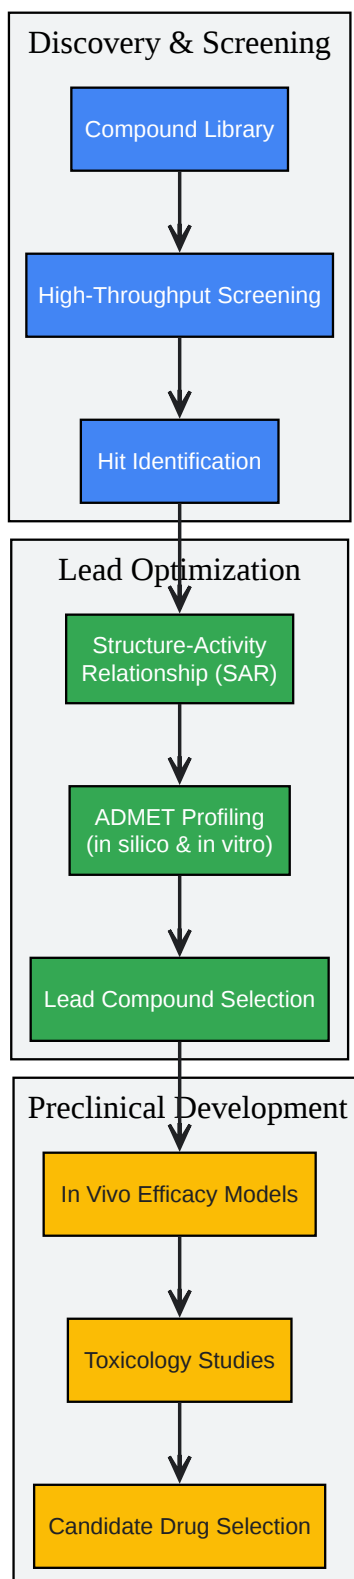 Discovery & Screening
Compound Library
High-Throughput Screening
Hit Identification
Lead Optimization
Structure-Activity
Relationship (SAR)
ADMET Profiling
(in silico & in vitro)
Lead Compound Selection
Preclinical Development
In Vivo Efficacy Models
Toxicology Studies
Candidate Drug Selection